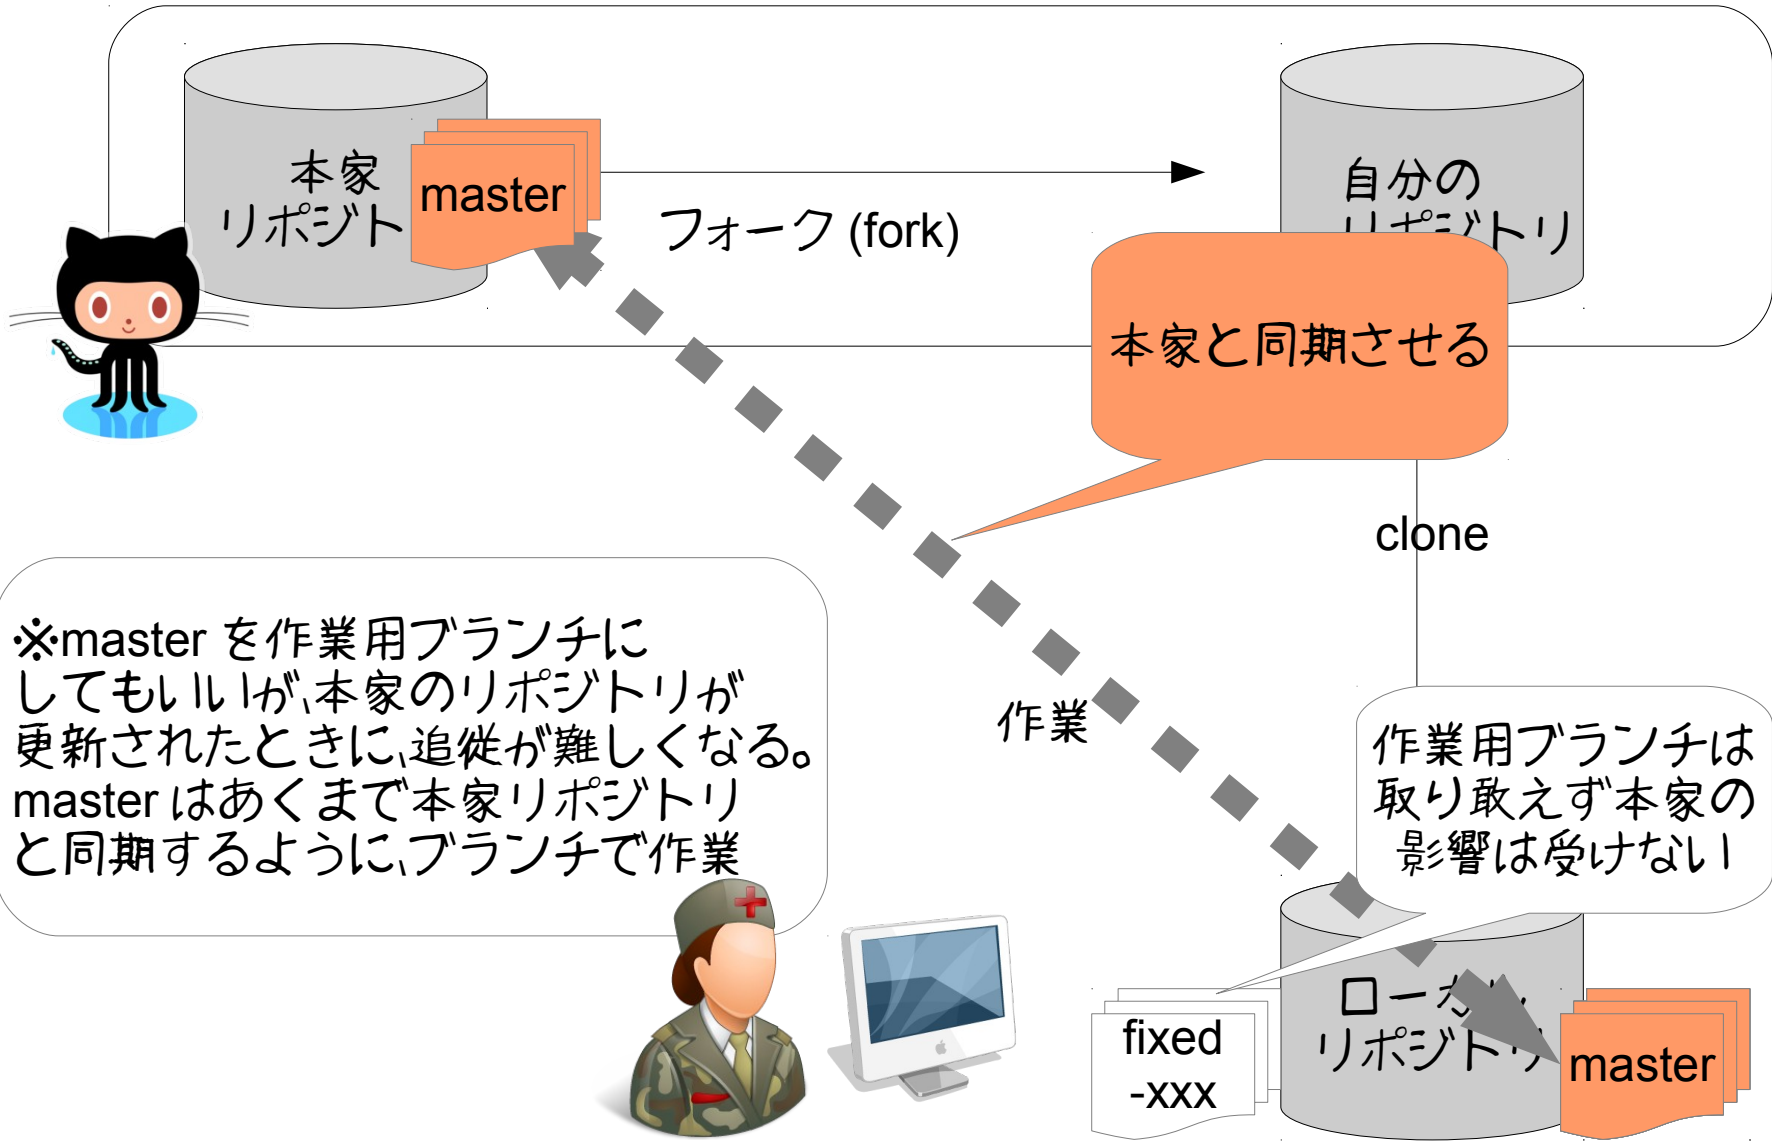 本家
リポジト
master
フォーク (fork)
自分の
リポジトリ
本家と同期させる
clone
※master を作業用ブランチに
してもいいが、本家のリポジトリが
更新されたときに、追従が難しくなる。
master はあくまで本家リポジトリ
と同期するように、ブランチで作業
作業
作業用ブランチは
取り敢えず本家の
影響は受けない
fixed
-xxx
リポジトリ
master